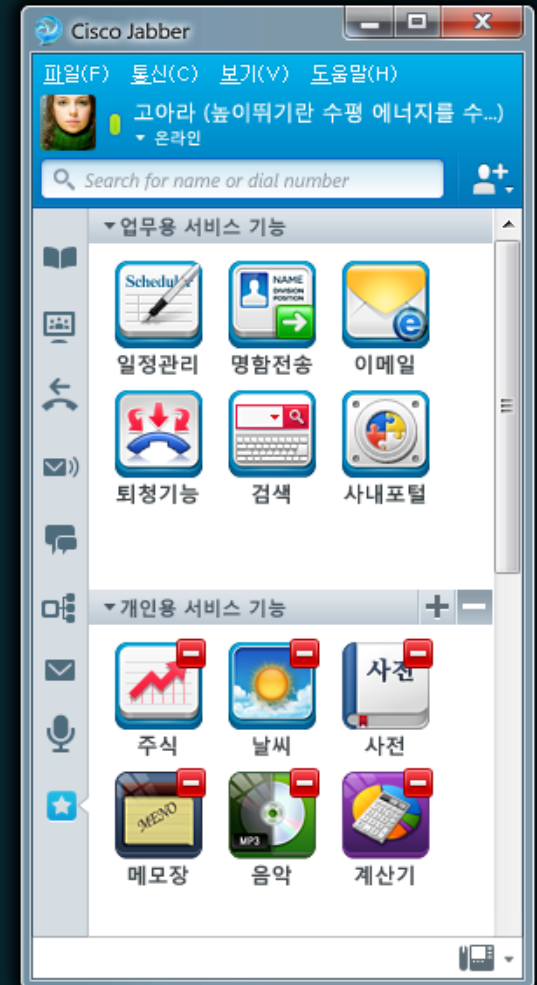 Cisco Jabber
파일(F) 통신(C) 보기(V) 도움말(H)
고아라 (높이뛰기란 수평 에너지를 수...)
온라인
Search for name or dial number
업무용 서비스 기능
Schedule
NAME
DIVISION
POSITION
일정관리 명함전송 이메일
퇴청기능 검색 사내포털
개인용 서비스 기능
사전
주식 날씨 사전
MENO
MP3
메모장 음악 계산기